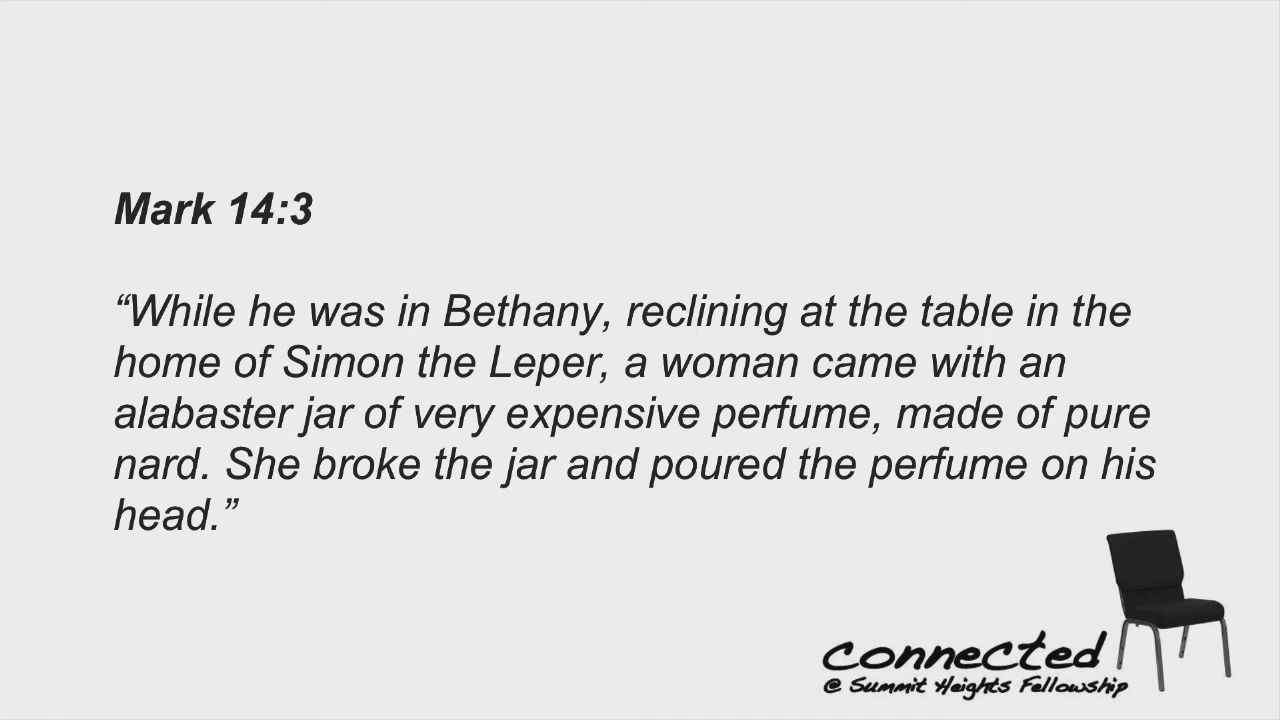 Mark 14:3
“While he was in Bethany, reclining at the table in the
home of Simon the Leper, a woman came with an
alabaster jar of very expensive perfume, made of pure
nard. She broke the jar and poured the perfume on his
head.”
connected
@ Summit Heights Fellowship